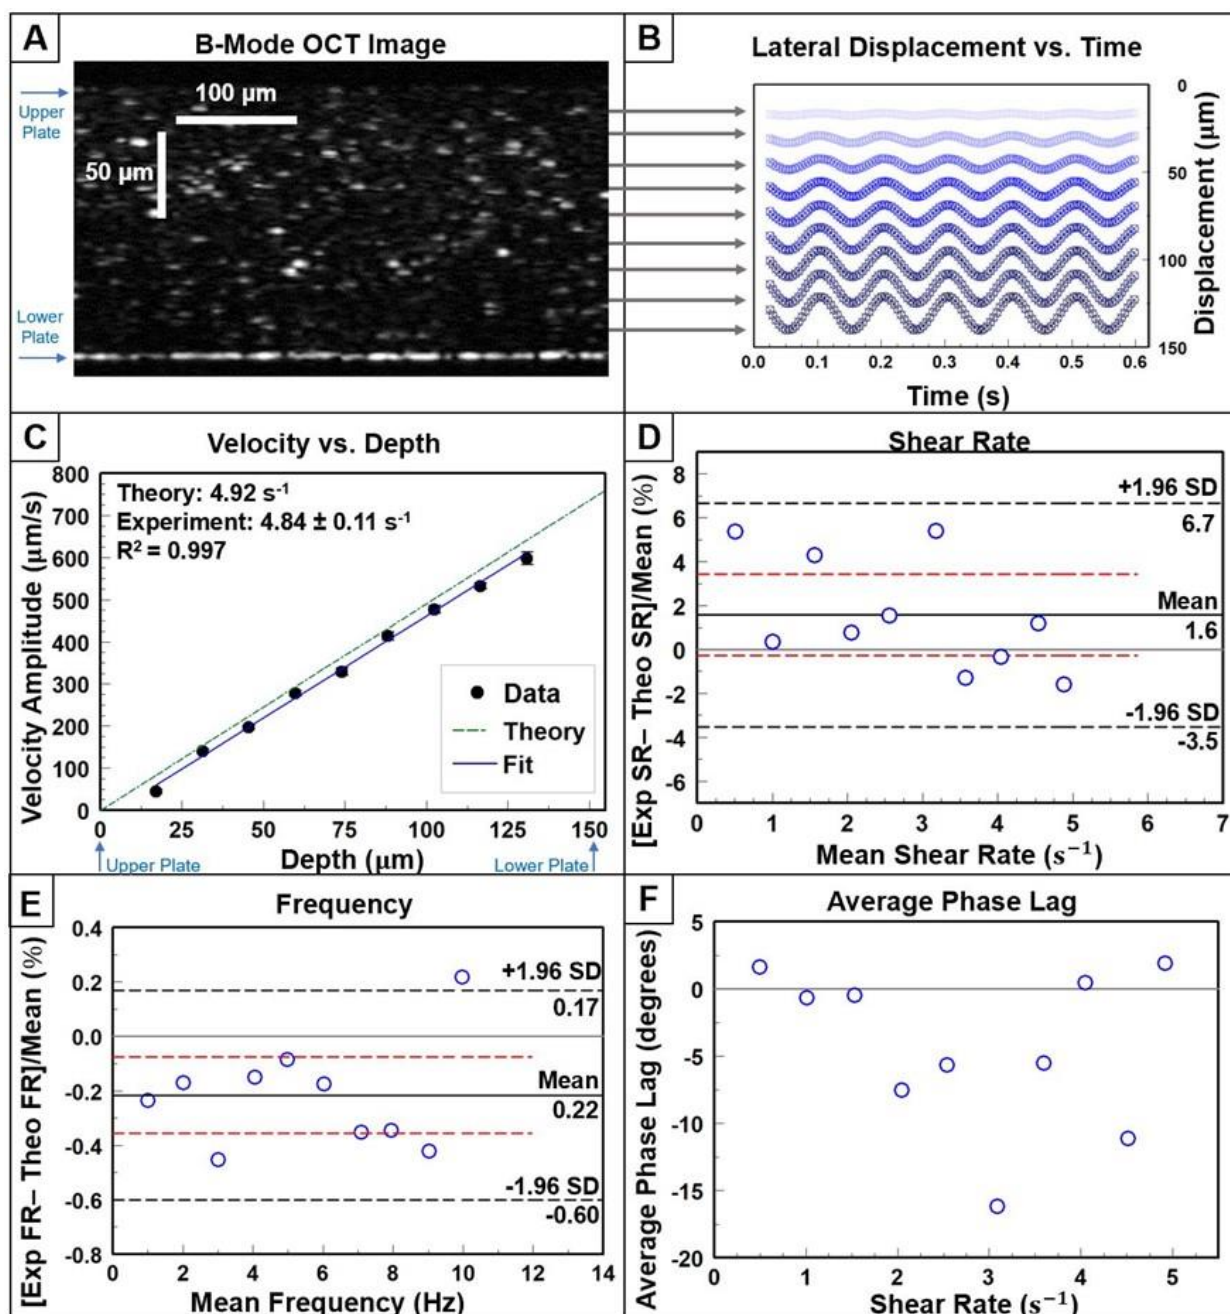 A
B-Mode OCT Image
Upper
Plate
100 µm
50 µm
Lower
Plate
B
Lateral Displacement vs. Time
0
50
100
150
Displacement (µm)
0.0 0.1 0.2 0.3 0.4 0.5 0.6
Time (s)
C
Velocity vs. Depth
Velocity Amplitude (µm/s)
800
700
600
500
400
300
200
100
0
Theory: 4.92 s⁻¹
Experiment: 4.84 ± 0.11 s⁻¹
R² = 0.997
Data
Theory
Fit
0 25 50 75 100 125 150
Upper Plate
Depth (µm)
Lower Plate
D
Shear Rate
[Exp SR– Theo SR]/Mean (%)
8
6
4
2
0
-2
-4
-6
+1.96 SD
6.7
Mean
1.6
-1.96 SD
-3.5
0 1 2 3 4 5 6 7
Mean Shear Rate (s⁻¹)
E
Frequency
[Exp FR– Theo FR]/Mean (%)
0.4
0.2
0.0
-0.2
-0.4
-0.6
-0.8
+1.96 SD
0.17
Mean
0.22
-1.96 SD
-0.60
0 2 4 6 8 10 12 14
Mean Frequency (Hz)
F
Average Phase Lag
Average Phase Lag (degrees)
5
0
-5
-10
-15
-20
0 1 2 3 4 5
Shear Rate (s⁻¹)